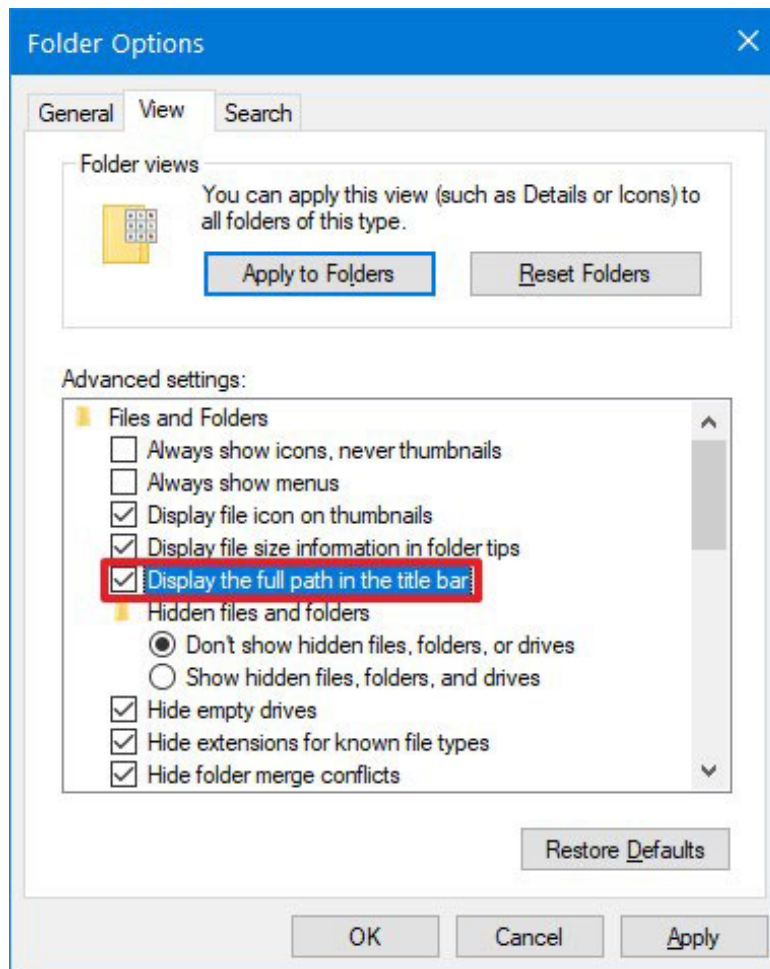 Folder Options
General View Search
Folder views
You can apply this view (such as Details or Icons) to
all folders of this type.
Apply to Folders Reset Folders
Advanced settings:
Files and Folders
Always show icons, never thumbnails
Always show menus
Display file icon on thumbnails
Display file size information in folder tips
Display the full path in the title bar
Hidden files and folders
Don't show hidden files, folders, or drives
Show hidden files, folders, and drives
Hide empty drives
Hide extensions for known file types
Hide folder merge conflicts
Restore Defaults
OK Cancel Apply